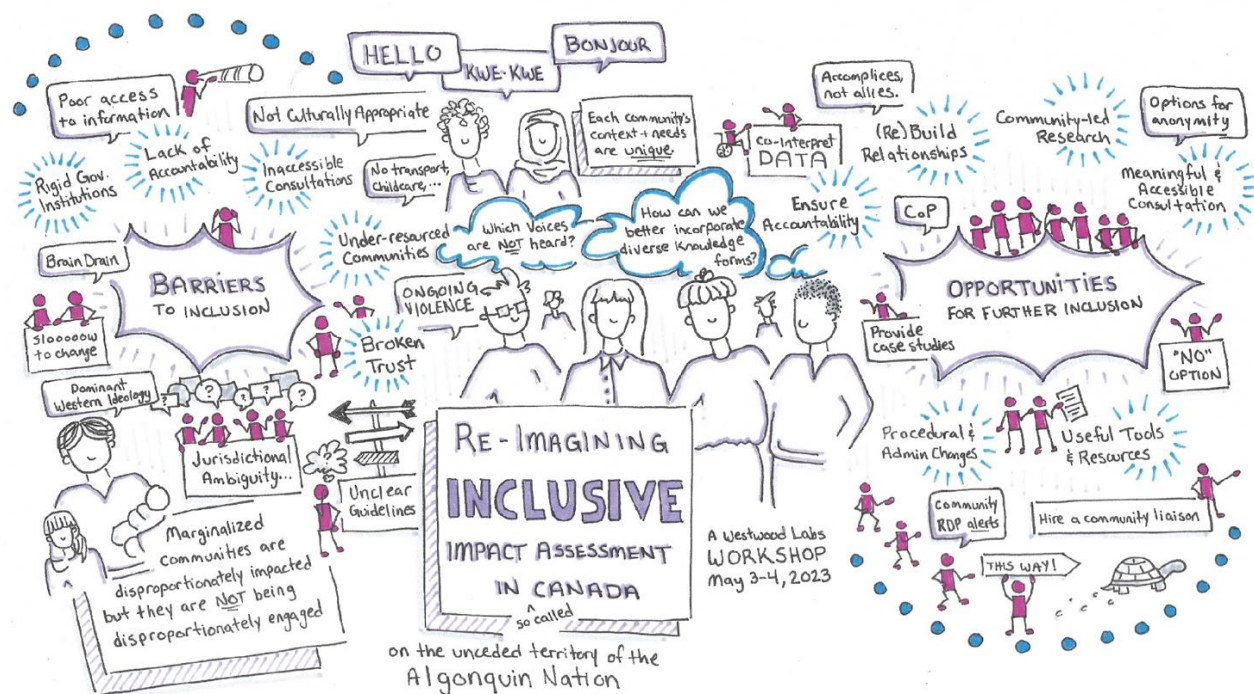 HELLO
KWE-KWE
BONJOUR
Poor access
to information
Not Culturally Appropriate
Lack of
Accountability
Rigid Gov.
Institutions
Inaccessible
Consultations
No transport,
childcare,...
Under-resourced
Communities
Brain Drain
BARRIERS
TO INCLUSION
slooooow
to change
ONGOING
VIOLENCE
Broken
Trust
Dominant
Western Ideology
? ? ? ? ?
Jurisdictional
Ambiguity...
Unclear
Guidelines
Marginalized
communities are
disproportionately impacted
but they are NOT being
disproportionately engaged
Each community's
context + needs
are unique.
Which Voices
are NOT heard?
How can we
better incorporate
diverse Knowledge
forms?
RE-IMAGINING
INCLUSIVE
IMPACT ASSESSMENT
IN CANADA
^
so called
on the unceded territory of the
Algonquin Nation
A Westwood Labs
WORKSHOP
May 3-4, 2023
Accomplices,
not allies.
Co-Interpret
DATA
(Re)Build
Relationships
Community-led
Research
Options for
anonymity
Meaningful &
Accessible
Consultation
Ensure
Accountability
CoP
OPPORTUNITIES
FOR FURTHER INCLUSION
Provide
case studies
"NO"
OPTION
Procedural &
Admin Changes
Useful Tools
& Resources
Community
RDP alerts
Hire a community liaison
THIS WAY!